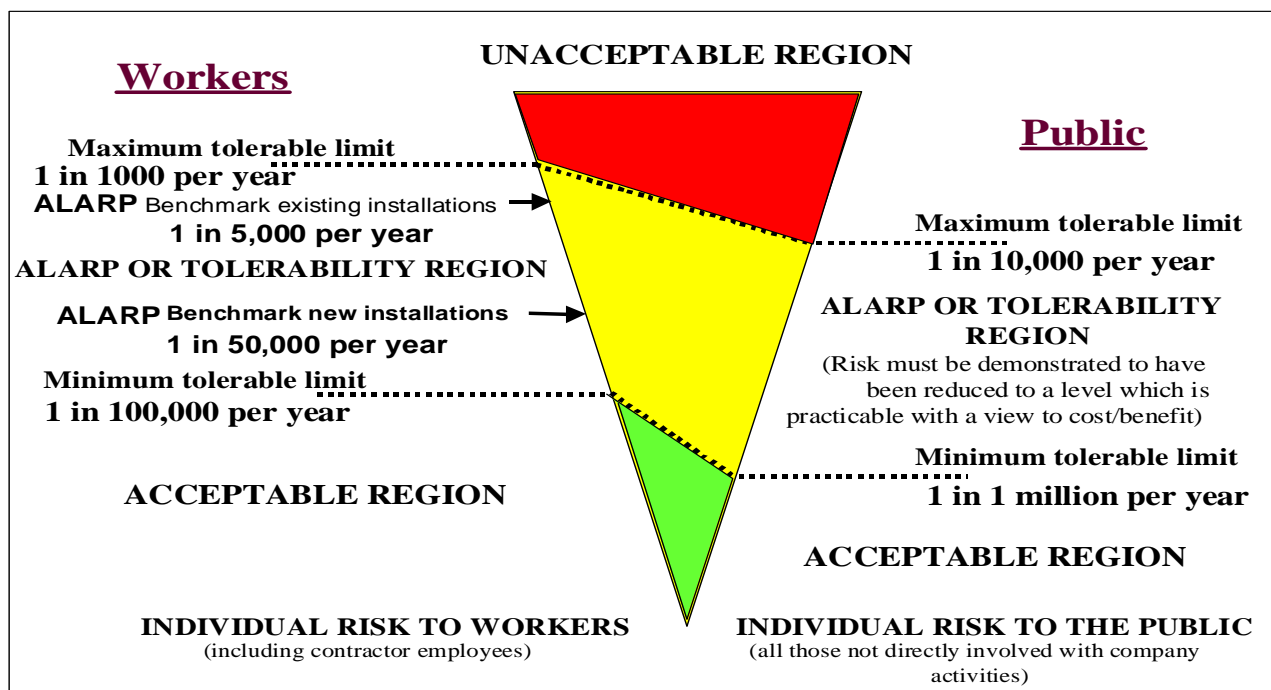 UNACCEPTABLE REGION
Workers
Maximum tolerable limit
1 in 1000 per year
ALARP Benchmark existing installations
1 in 5,000 per year
ALARP OR TOLERABILITY REGION
ALARP Benchmark new installations
1 in 50,000 per year
Minimum tolerable limit
1 in 100,000 per year
ACCEPTABLE REGION
INDIVIDUAL RISK TO WORKERS
(including contractor employees)
Public
Maximum tolerable limit
1 in 10,000 per year
ALARP OR TOLERABILITY
REGION
(Risk must be demonstrated to have
been reduced to a level which is
practicable with a view to cost/benefit)
Minimum tolerable limit
1 in 1 million per year
ACCEPTABLE REGION
INDIVIDUAL RISK TO THE PUBLIC
(all those not directly involved with company
activities)